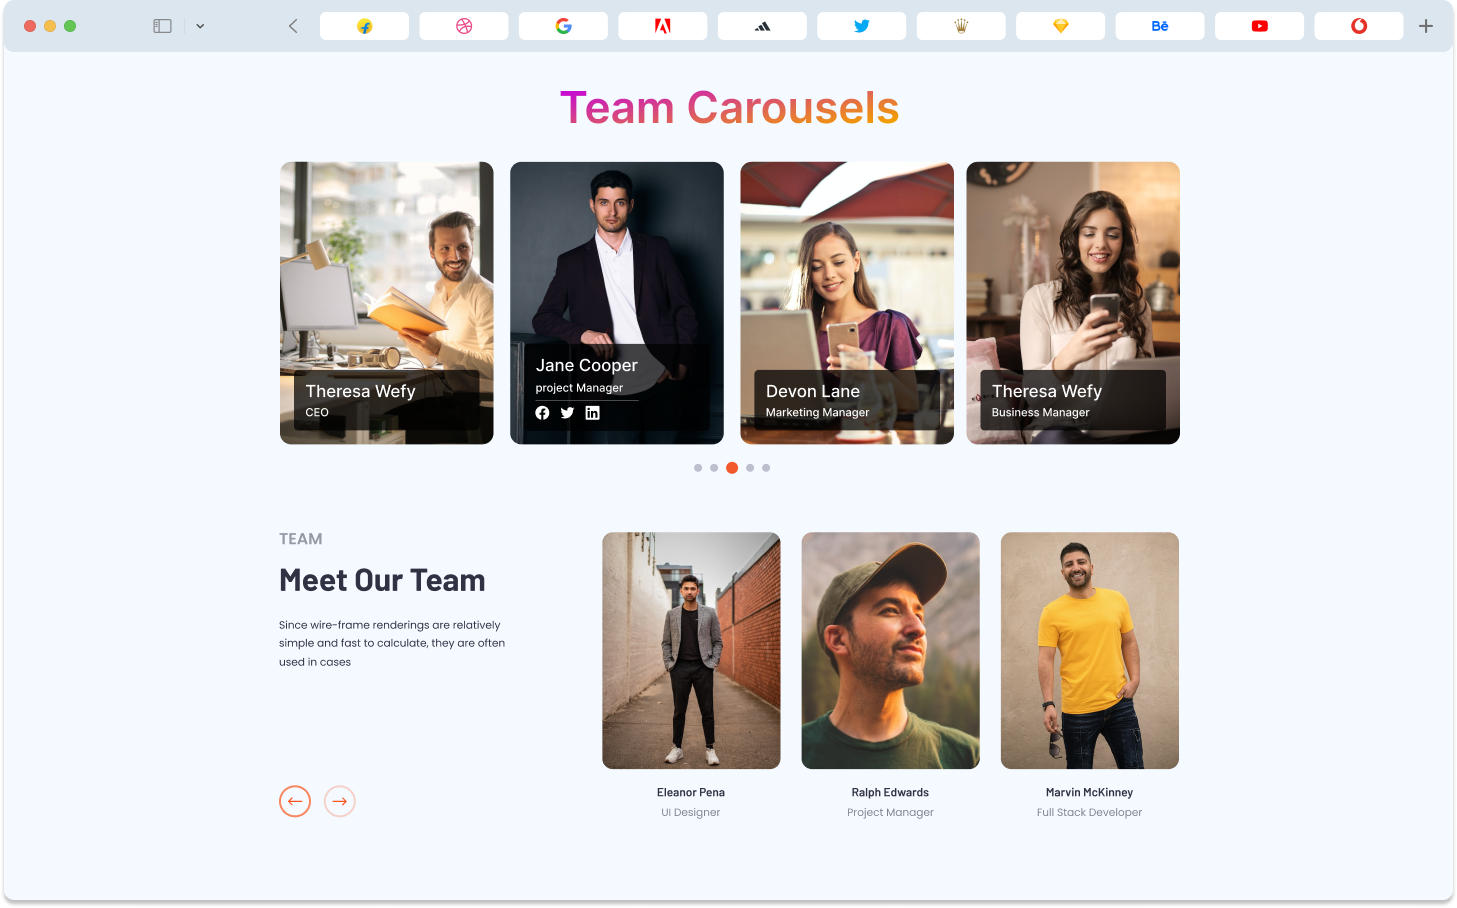 Bē
Team Carousels
Theresa Wefy
CEO
Jane Cooper
project Manager
Devon Lane
Marketing Manager
Theresa Wefy
Business Manager
TEAM
Meet Our Team
Since wire-frame renderings are relatively
simple and fast to calculate, they are often
used in cases
Eleanor Pena
UI Designer
Ralph Edwards
Project Manager
Marvin McKinney
Full Stack Developer